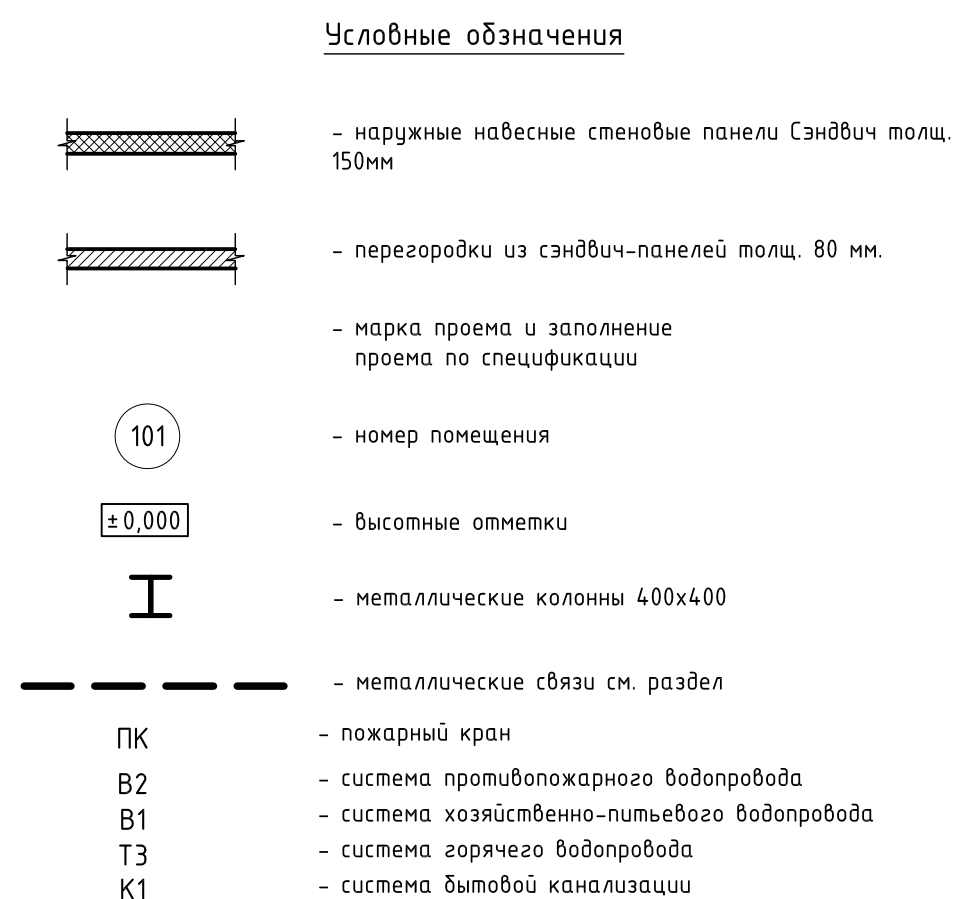 Условные обзначения
- наружные навесные стеновые панели Сэндвич толщ.
150мм
- перегородки из сэндвич-панелей толщ. 80 мм.
- марка проема и заполнение
проема по спецификации
101 - номер помещения
±0,000 - высотные отметки
- металлические колонны 400х400
- металлические связи см. раздел
ПК - пожарный кран
В2 - система противопожарного водопровода
В1 - система хозяйственно-питьевого водопровода
Т3 - система горячего водопровода
К1 - система бытовой канализации